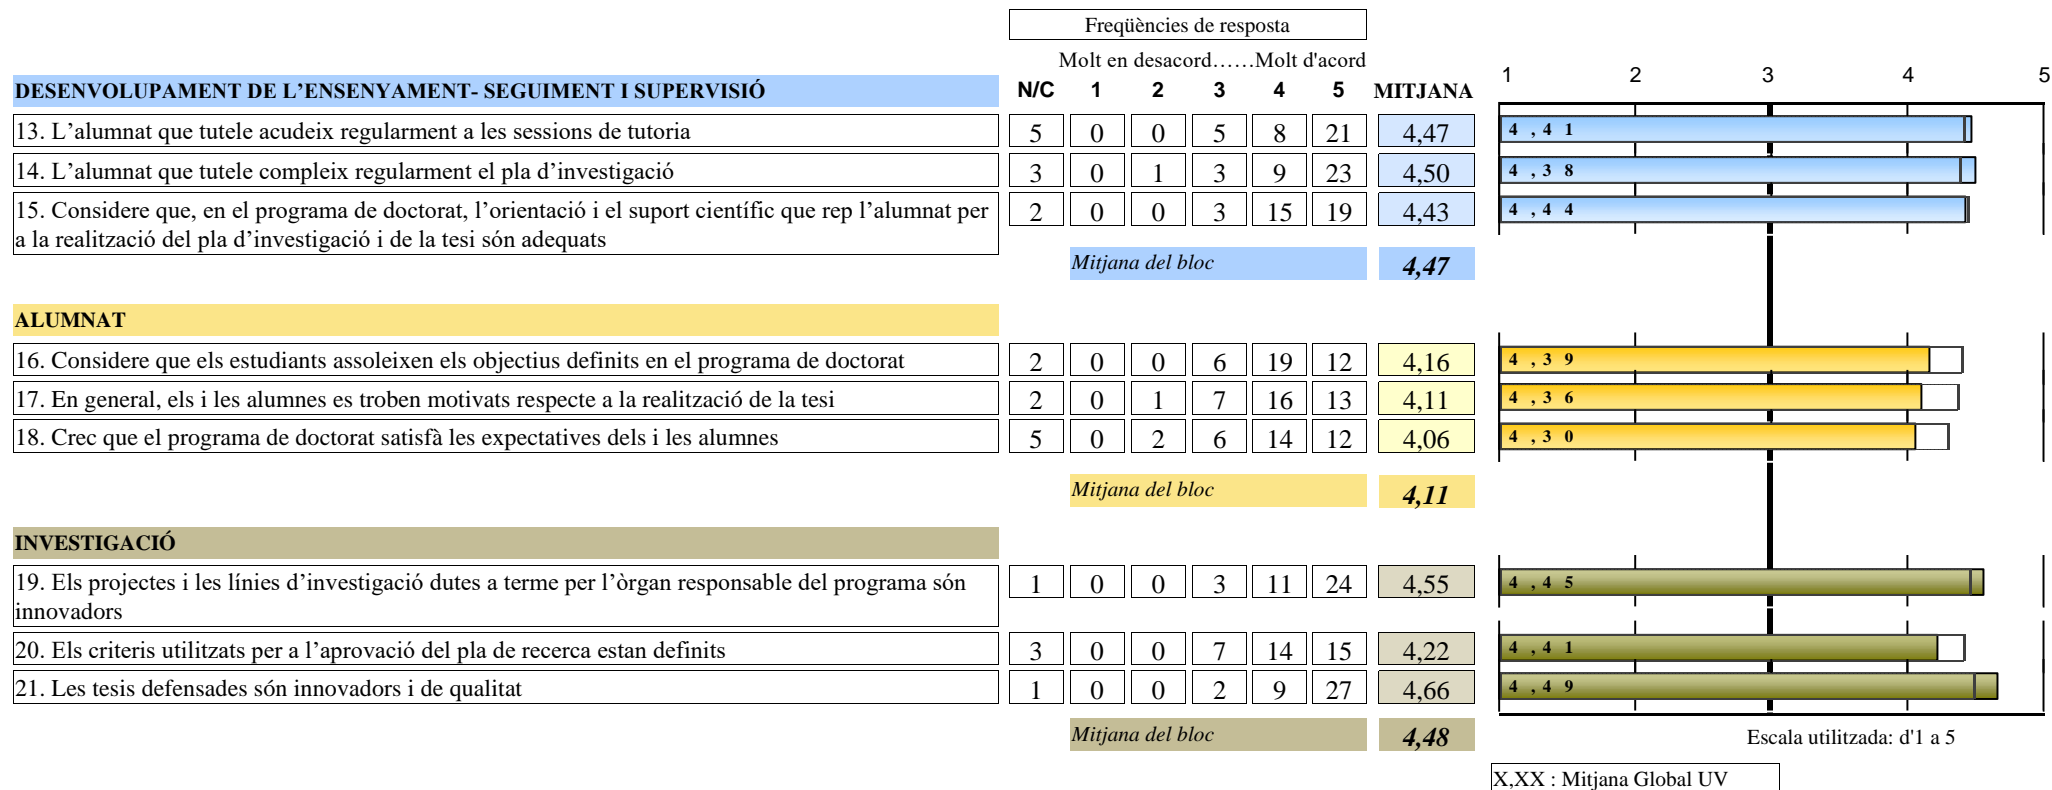 Freqüències de resposta
Molt en desacord……Molt d'acord
DESENVOLUPAMENT DE L’ENSENYAMENT- SEGUIMENT I SUPERVISIÓ N/C 1 2 3 4 5 MITJANA 1 2 3 4 5
13. L’alumnat que tutele acudeix regularment a les sessions de tutoria 5 0 0 5 8 21 4,47 4,41
14. L’alumnat que tutele compleix regularment el pla d’investigació 3 0 1 3 9 23 4,50 4,38
15. Considere que, en el programa de doctorat, l’orientació i el suport científic que rep l’alumnat per 2 0 0 3 15 19 4,43 4,44
a la realització del pla d’investigació i de la tesi són adequats
Mitjana del bloc 4,47
ALUMNAT
16. Considere que els estudiants assoleixen els objectius definits en el programa de doctorat 2 0 0 6 19 12 4,16 4,39
17. En general, els i les alumnes es troben motivats respecte a la realització de la tesi 2 0 1 7 16 13 4,11 4,36
18. Crec que el programa de doctorat satisfà les expectatives dels i les alumnes 5 0 2 6 14 12 4,06 4,30
Mitjana del bloc 4,11
INVESTIGACIÓ
19. Els projectes i les línies d’investigació dutes a terme per l’òrgan responsable del programa són 1 0 0 3 11 24 4,55 4,45
innovadors
20. Els criteris utilitzats per a l’aprovació del pla de recerca estan definits 3 0 0 7 14 15 4,22 4,41
21. Les tesis defensades són innovadors i de qualitat 1 0 0 2 9 27 4,66 4,49
Mitjana del bloc 4,48
Escala utilitzada: d'1 a 5
X,XX : Mitjana Global UV